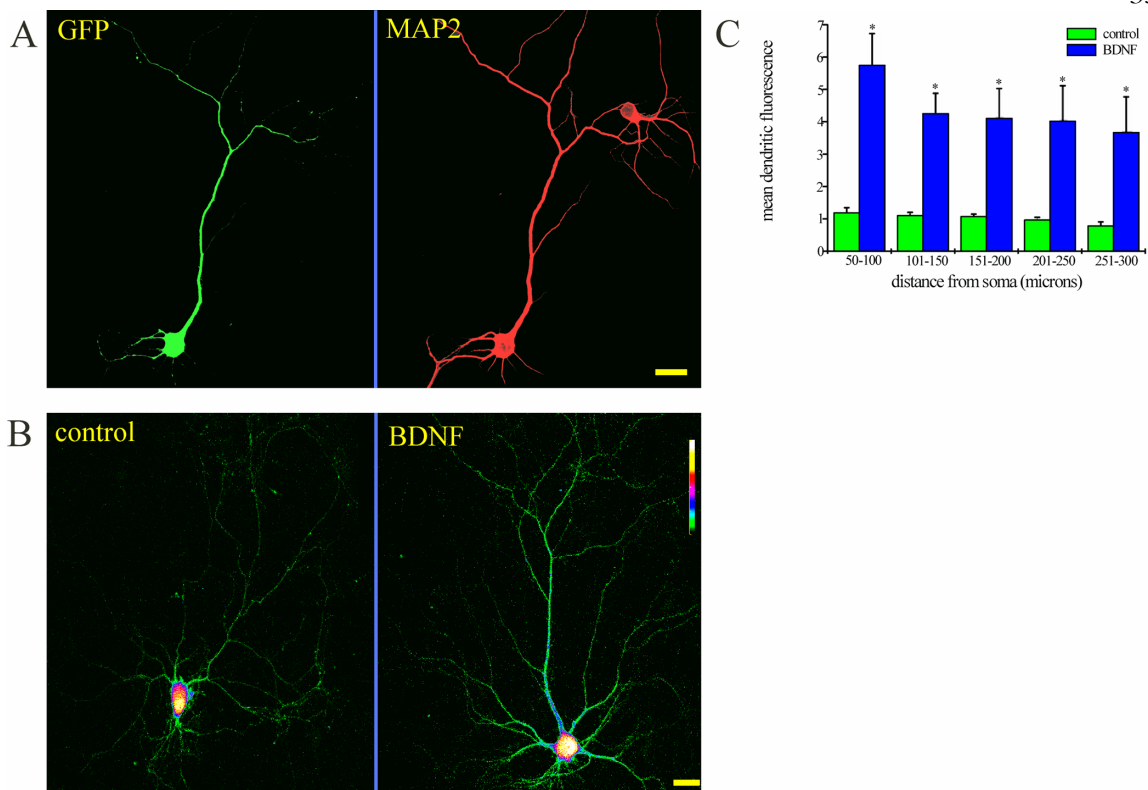 A
GFP
MAP2
B
control
BDNF
C
control
BDNF
mean dendritic fluorescence
7
6
5
4
3
2
1
0
* * * * *
50-100 101-150 151-200 201-250 251-300
distance from soma (microns)